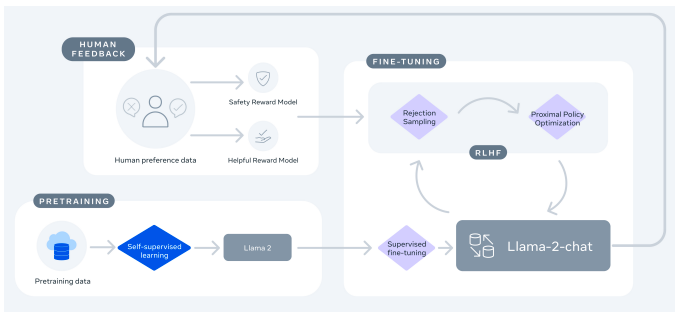 HUMAN
FEEDBACK
Safety Reward Model
Human preference data
Helpful Reward Model
FINE-TUNING
Rejection
Sampling
Proximal Policy
Optimization
RLHF
PRETRAINING
Pretraining data
Self-supervised
learning
Llama 2
Supervised
fine-tuning
Llama-2-chat